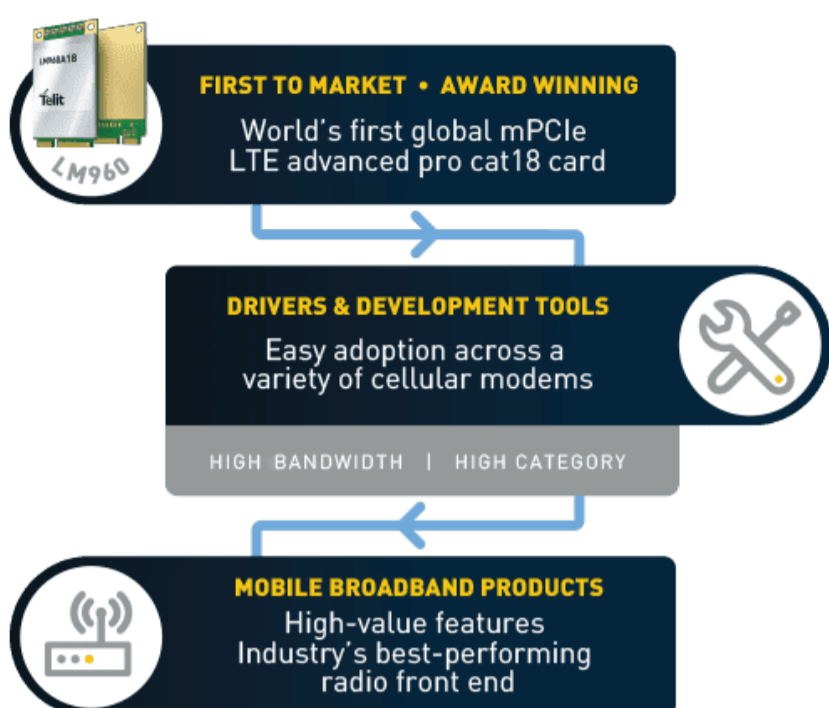 LM960A18
Telit
LM960
FIRST TO MARKET • AWARD WINNING
World's first global mPCIe
LTE advanced pro cat18 card
DRIVERS & DEVELOPMENT TOOLS
Easy adoption across a
variety of cellular modems
HIGH BANDWIDTH | HIGH CATEGORY
MOBILE BROADBAND PRODUCTS
High-value features
Industry's best-performing
radio front end